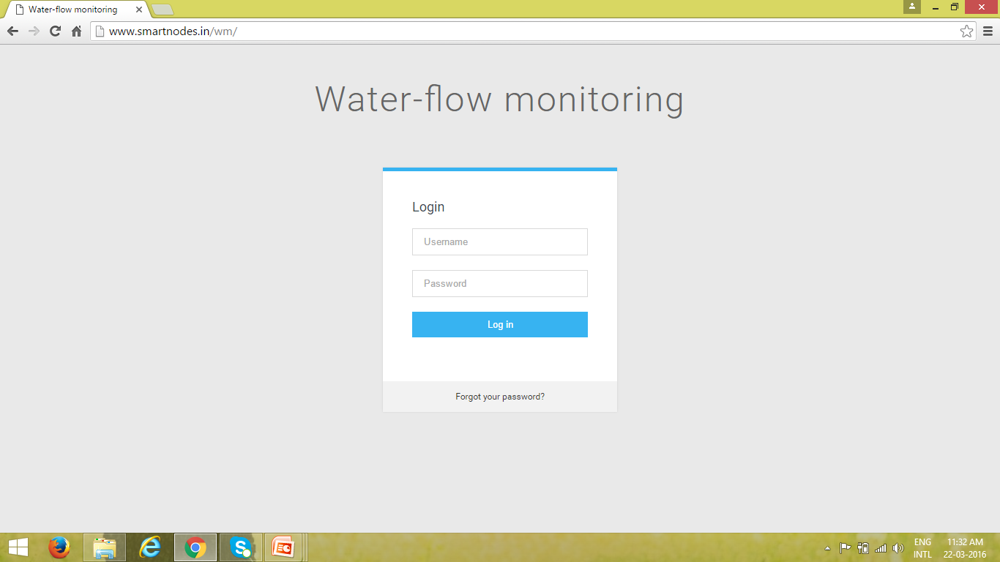 Water-flow monitoring
www.smartnodes.in/wm/
Water-flow monitoring
Login
Username
Password
Log in
Forgot your password?
ENG 11:32 AM
INTL 22-03-2016